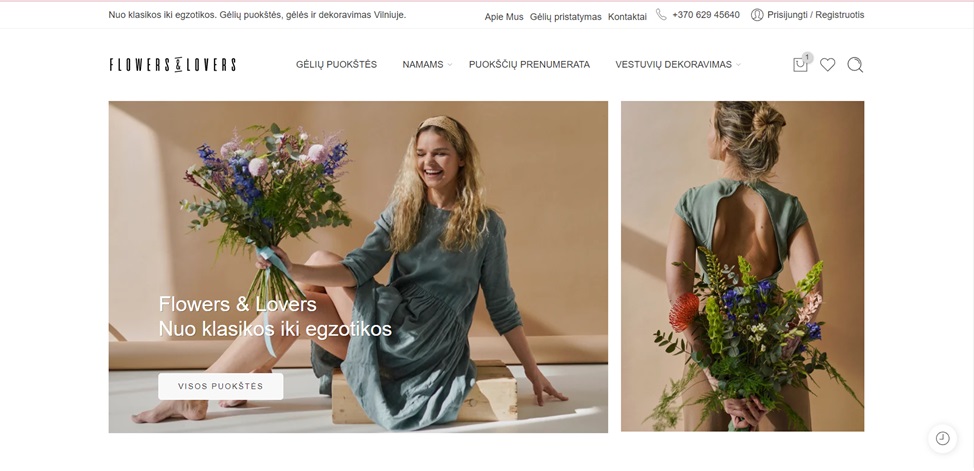 Nuo klasikos iki egzotikos. Gėlių puokštės, gėlės ir dekoravimas Vilniuje.
Apie Mus Gėlių pristatymas Kontaktai +370 629 45640 Prisijungti / Registruotis
FLOWERS & LOVERS
GĖLIŲ PUOKŠTĖS NAMAMS PUOKŠČIŲ PRENUMERATA VESTUVIŲ DEKORAVIMAS 1
Flowers & Lovers
Nuo klasikos iki egzotikos
VISOS PUOKŠTĖS